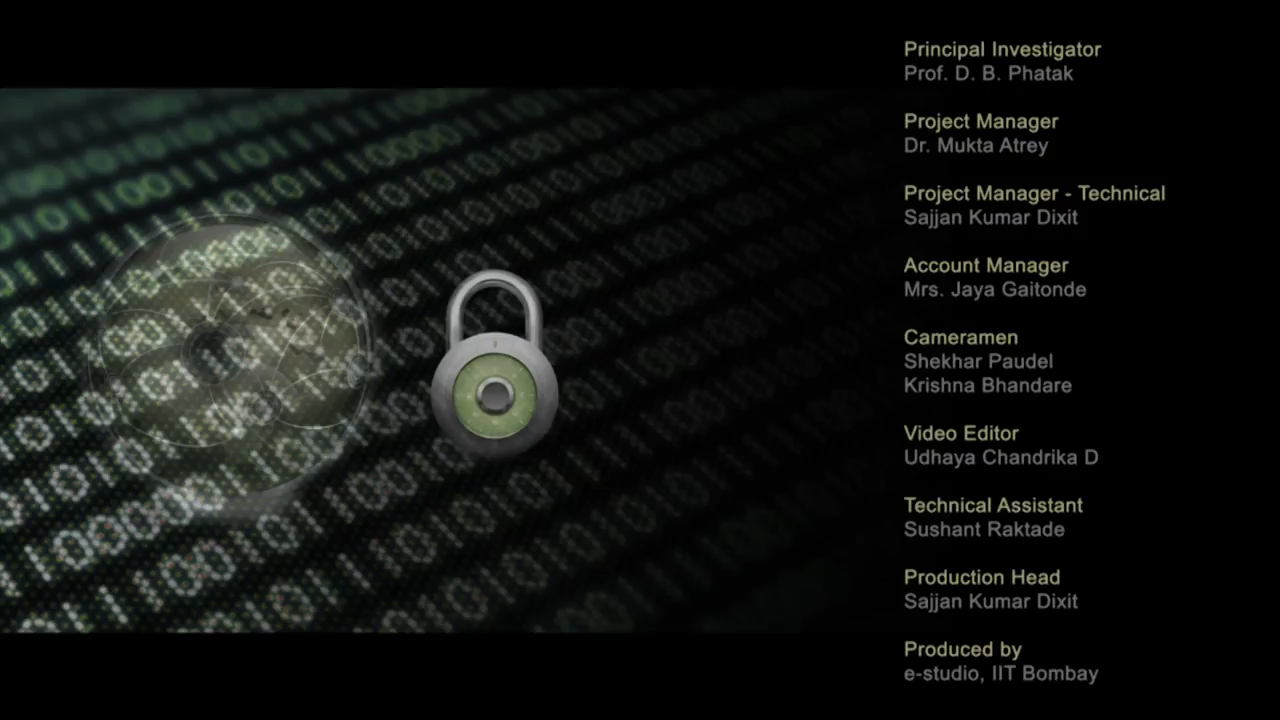 Principal Investigator
Prof. D. B. Phatak
Project Manager
Dr. Mukta Atrey
Project Manager - Technical
Sajjan Kumar Dixit
Account Manager
Mrs. Jaya Gaitonde
Cameramen
Shekhar Paudel
Krishna Bhandare
Video Editor
Udhaya Chandrika D
Technical Assistant
Sushant Raktade
Production Head
Sajjan Kumar Dixit
Produced by
e-studio, IIT Bombay